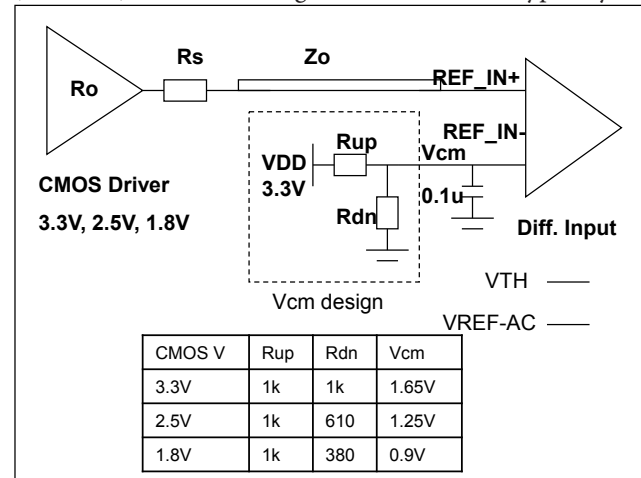 Rs
Zo
Ro
REF_IN+
REF_IN-
Rup
Vcm
VDD
3.3V
CMOS Driver
0.1u
Rdn
3.3V, 2.5V, 1.8V
Diff. Input
VTH
Vcm design
VREF-AC
CMOS V Rup Rdn Vcm
3.3V 1k 1k 1.65V
2.5V 1k 610 1.25V
1.8V 1k 380 0.9V